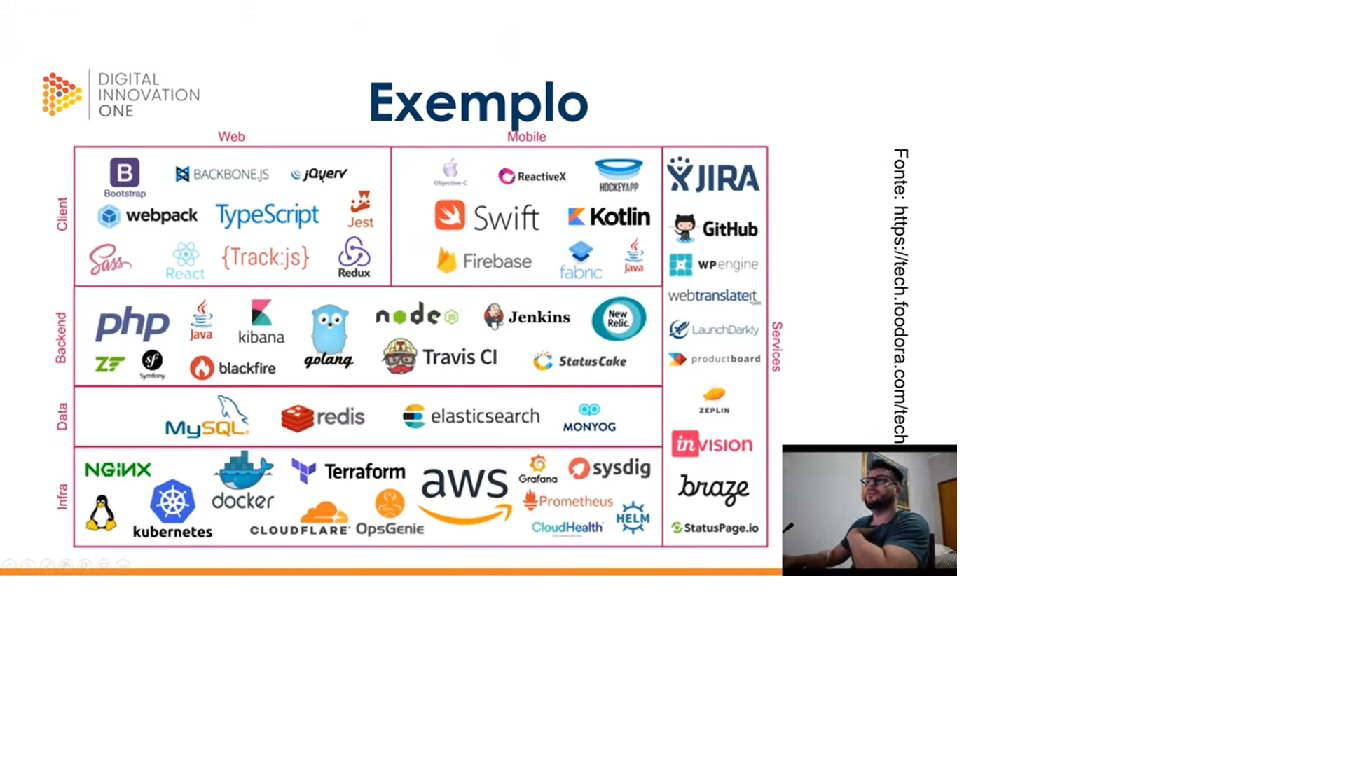 DIGITAL
INNOVATION
ONE
Exemplo
Web
Mobile
Client
B
Bootstrap
BACKBONE.JS
jQuery
webpack
TypeScript
Jest
Sass
React
{Track:js}
Redux
Objective-C
ReactiveX
HOCKEYAPP
Swift
Kotlin
Firebase
fabric
Java
Backend
php
Java
kibana
golang
node
JS
Jenkins
New
Relic.
ZF
sf
Symfony
blackfire
Travis CI
StatusCake
Data
MySQL
redis
elasticsearch
MONYOG
Infra
NGINX
docker
Terraform
aws
Grafana
sysdig
Prometheus
kubernetes
CLOUDFLARE
OpsGenie
CloudHealth
HELM
Services
JIRA
GitHub
WP engine
webtranslateit
LaunchDarkly
productboard
ZEPLIN
inVISION
braze
StatusPage.io
Fonte: https://tech.foodora.com/tech